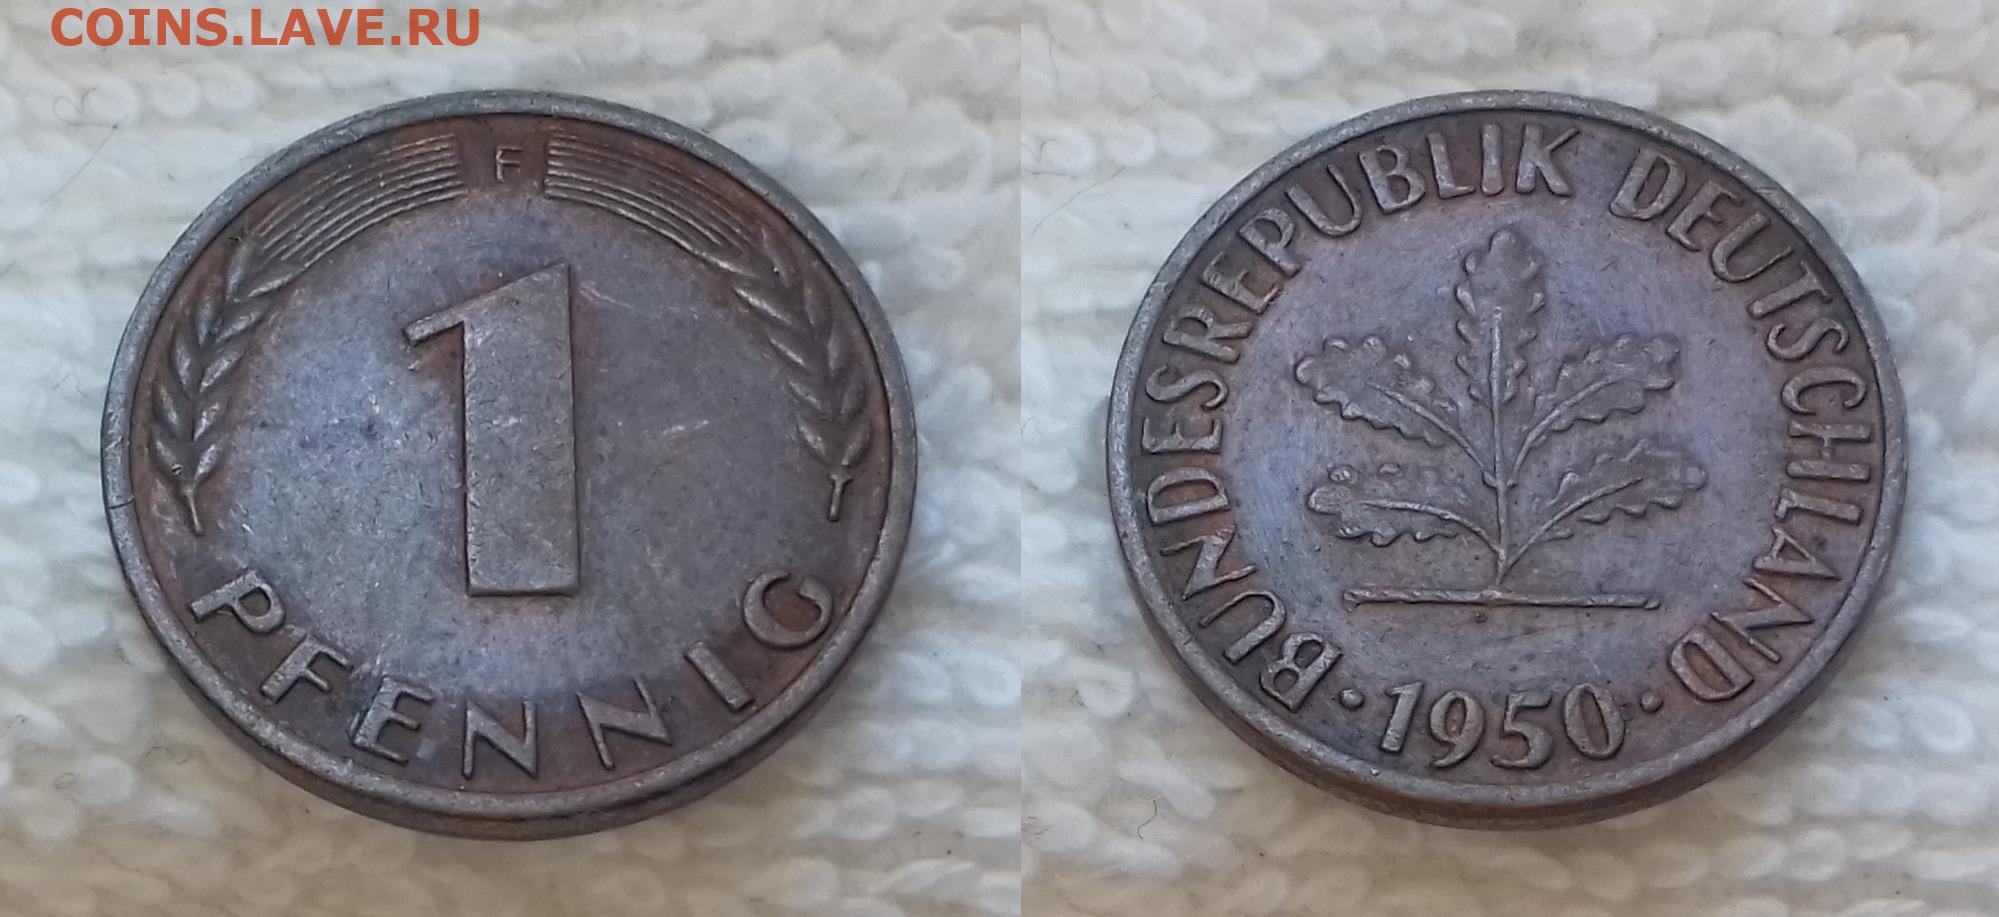 COINS.LAVE.RU
F
1
PFENNIG
BUNDESREPUBLIK DEUTSCHLAND
· 1950 ·